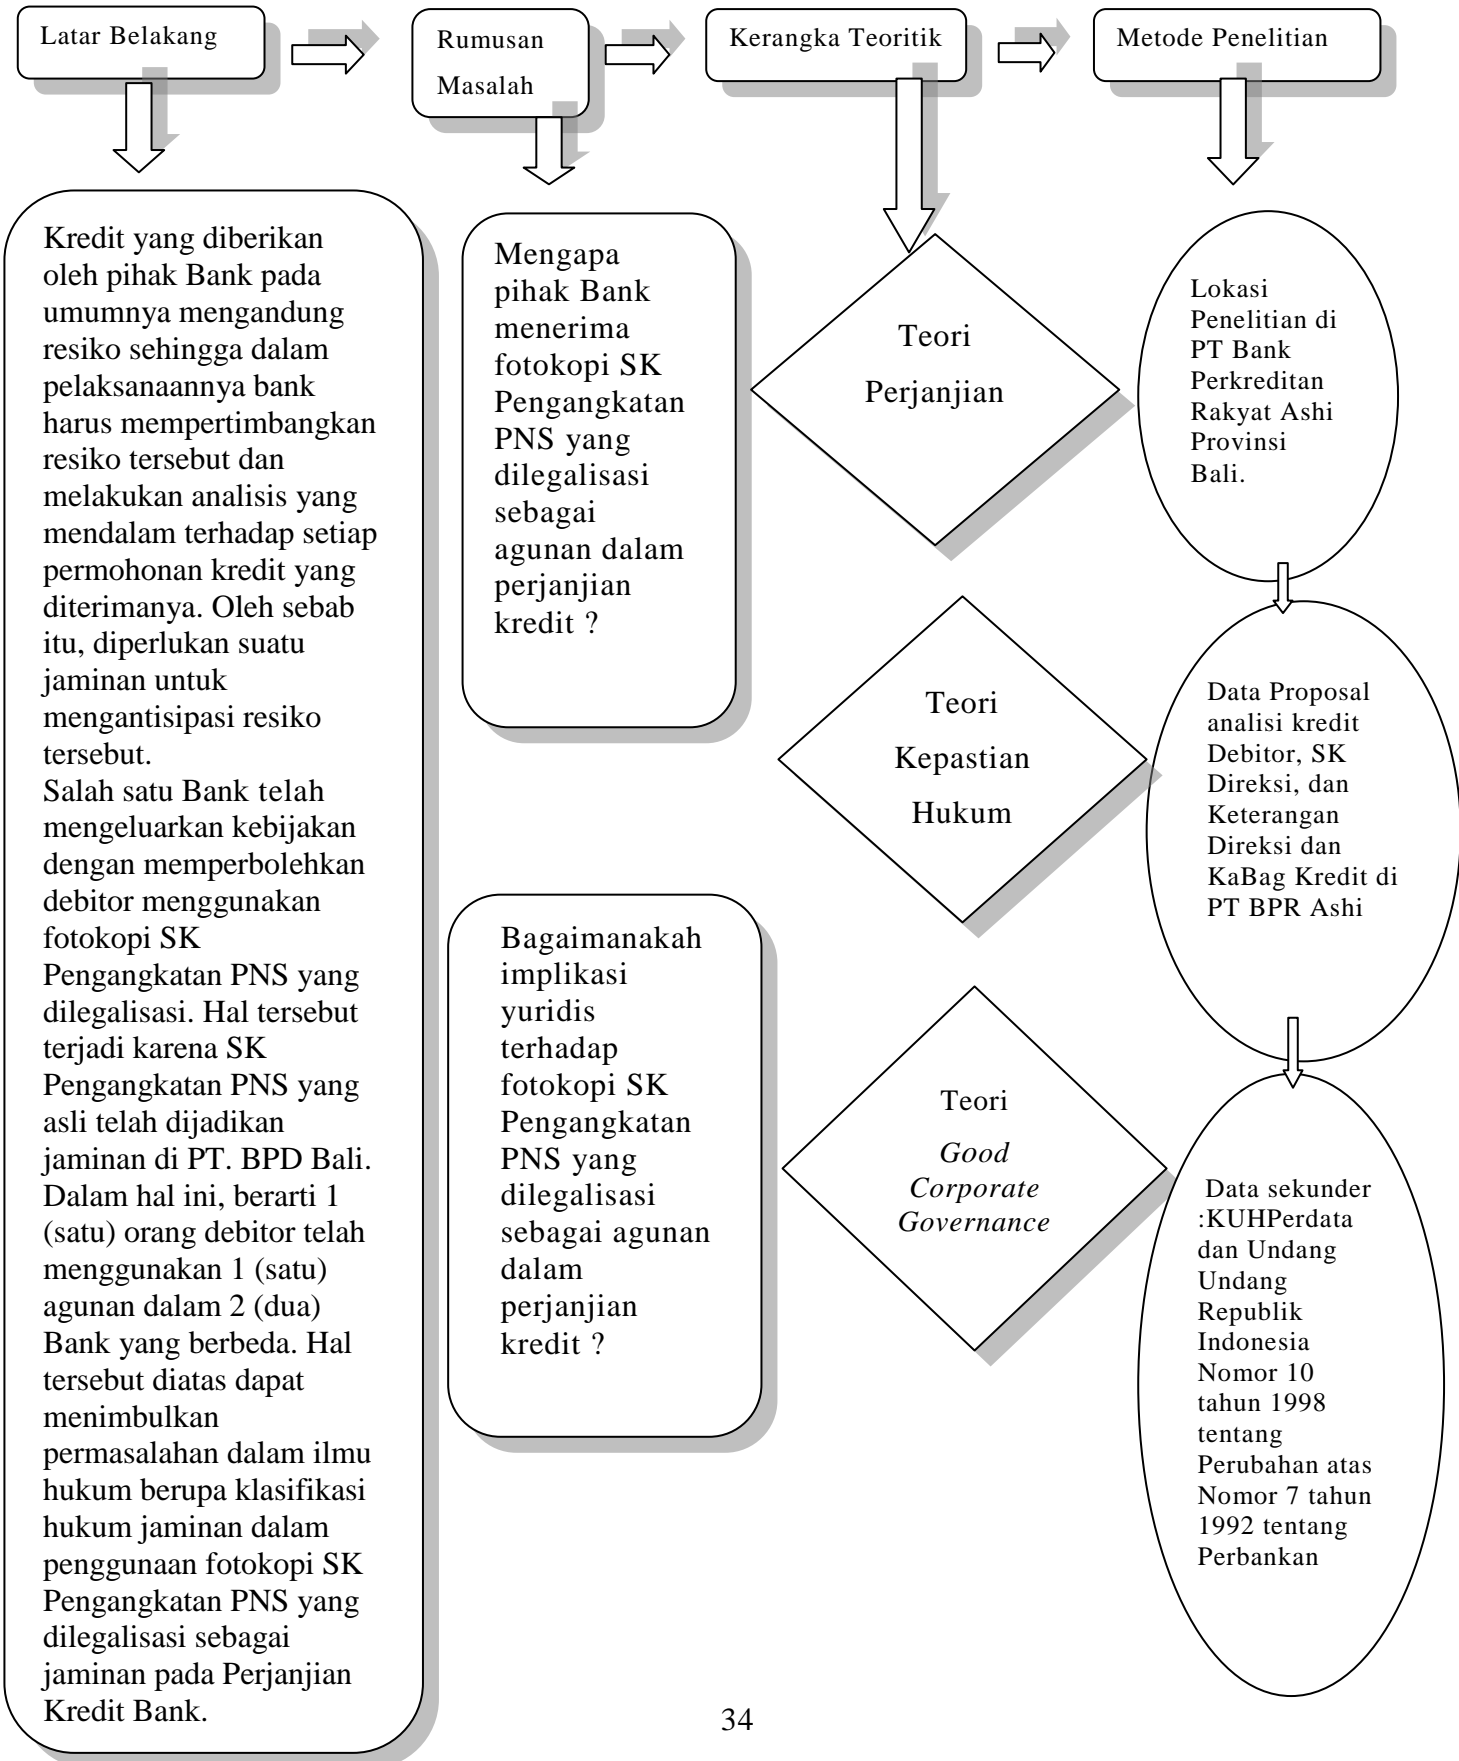 Latar Belakang
Rumusan
Masalah
Kerangka Teoritik
Metode Penelitian
Kredit yang diberikan
oleh pihak Bank pada
umumnya mengandung
resiko sehingga dalam
pelaksanaannya bank
harus mempertimbangkan
resiko tersebut dan
melakukan analisis yang
mendalam terhadap setiap
permohonan kredit yang
diterimanya. Oleh sebab
itu, diperlukan suatu
jaminan untuk
mengantisipasi resiko
tersebut.
Salah satu Bank telah
mengeluarkan kebijakan
dengan memperbolehkan
debitor menggunakan
fotokopi SK
Pengangkatan PNS yang
dilegalisasi. Hal tersebut
terjadi karena SK
Pengangkatan PNS yang
asli telah dijadikan
jaminan di PT. BPD Bali.
Dalam hal ini, berarti 1
(satu) orang debitor telah
menggunakan 1 (satu)
agunan dalam 2 (dua)
Bank yang berbeda. Hal
tersebut diatas dapat
menimbulkan
permasalahan dalam ilmu
hukum berupa klasifikasi
hukum jaminan dalam
penggunaan fotokopi SK
Pengangkatan PNS yang
dilegalisasi sebagai
jaminan pada Perjanjian
Kredit Bank.
Mengapa
pihak Bank
menerima
fotokopi SK
Pengangkatan
PNS yang
dilegalisasi
sebagai
agunan dalam
perjanjian
kredit ?
Bagaimanakah
implikasi
yuridis
terhadap
fotokopi SK
Pengangkatan
PNS yang
dilegalisasi
sebagai agunan
dalam
perjanjian
kredit ?
Teori
Perjanjian
Teori
Kepastian
Hukum
Teori
Good
Corporate
Governance
Lokasi
Penelitian di
PT Bank
Perkreditan
Rakyat Ashi
Provinsi
Bali.
Data Proposal
analisi kredit
Debitor, SK
Direksi, dan
Keterangan
Direksi dan
KaBag Kredit di
PT BPR Ashi
Data sekunder
:KUHPerdata
dan Undang
Undang
Republik
Indonesia
Nomor 10
tahun 1998
tentang
Perubahan atas
Nomor 7 tahun
1992 tentang
Perbankan
34